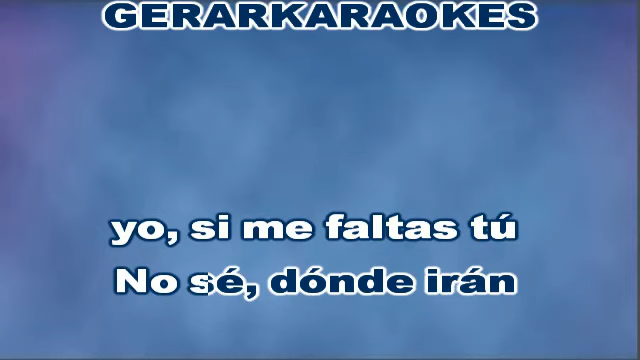 GERARKARAOKES
yo, si me faltas tú
No sé, dónde irán